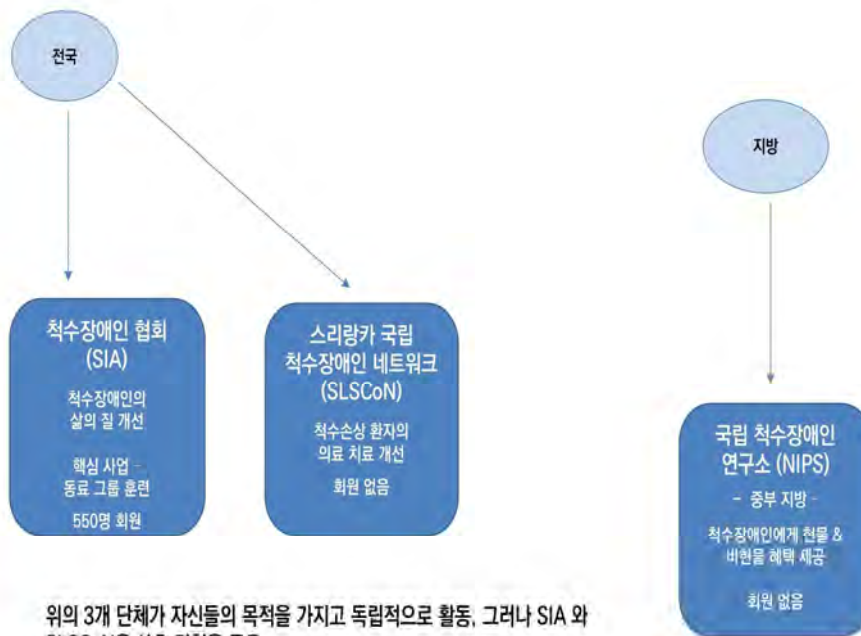 전국
지방
척수장애인 협회
(SIA)
척수장애인의
삶의 질 개선
핵심 사업 -
동료 그룹 훈련
550명 회원
스리랑카 국립
척수장애인 네트워크
(SLSCoN)
척수손상 환자의
의료 치료 개선
회원 없음
국립 척수장애인
연구소 (NIPS)
- 중부 지방 -
척수장애인에게 현물 &
비현물 혜택 제공
회원 없음
위의 3개 단체가 자신들의 목적을 가지고 독립적으로 활동, 그러나 SIA 와